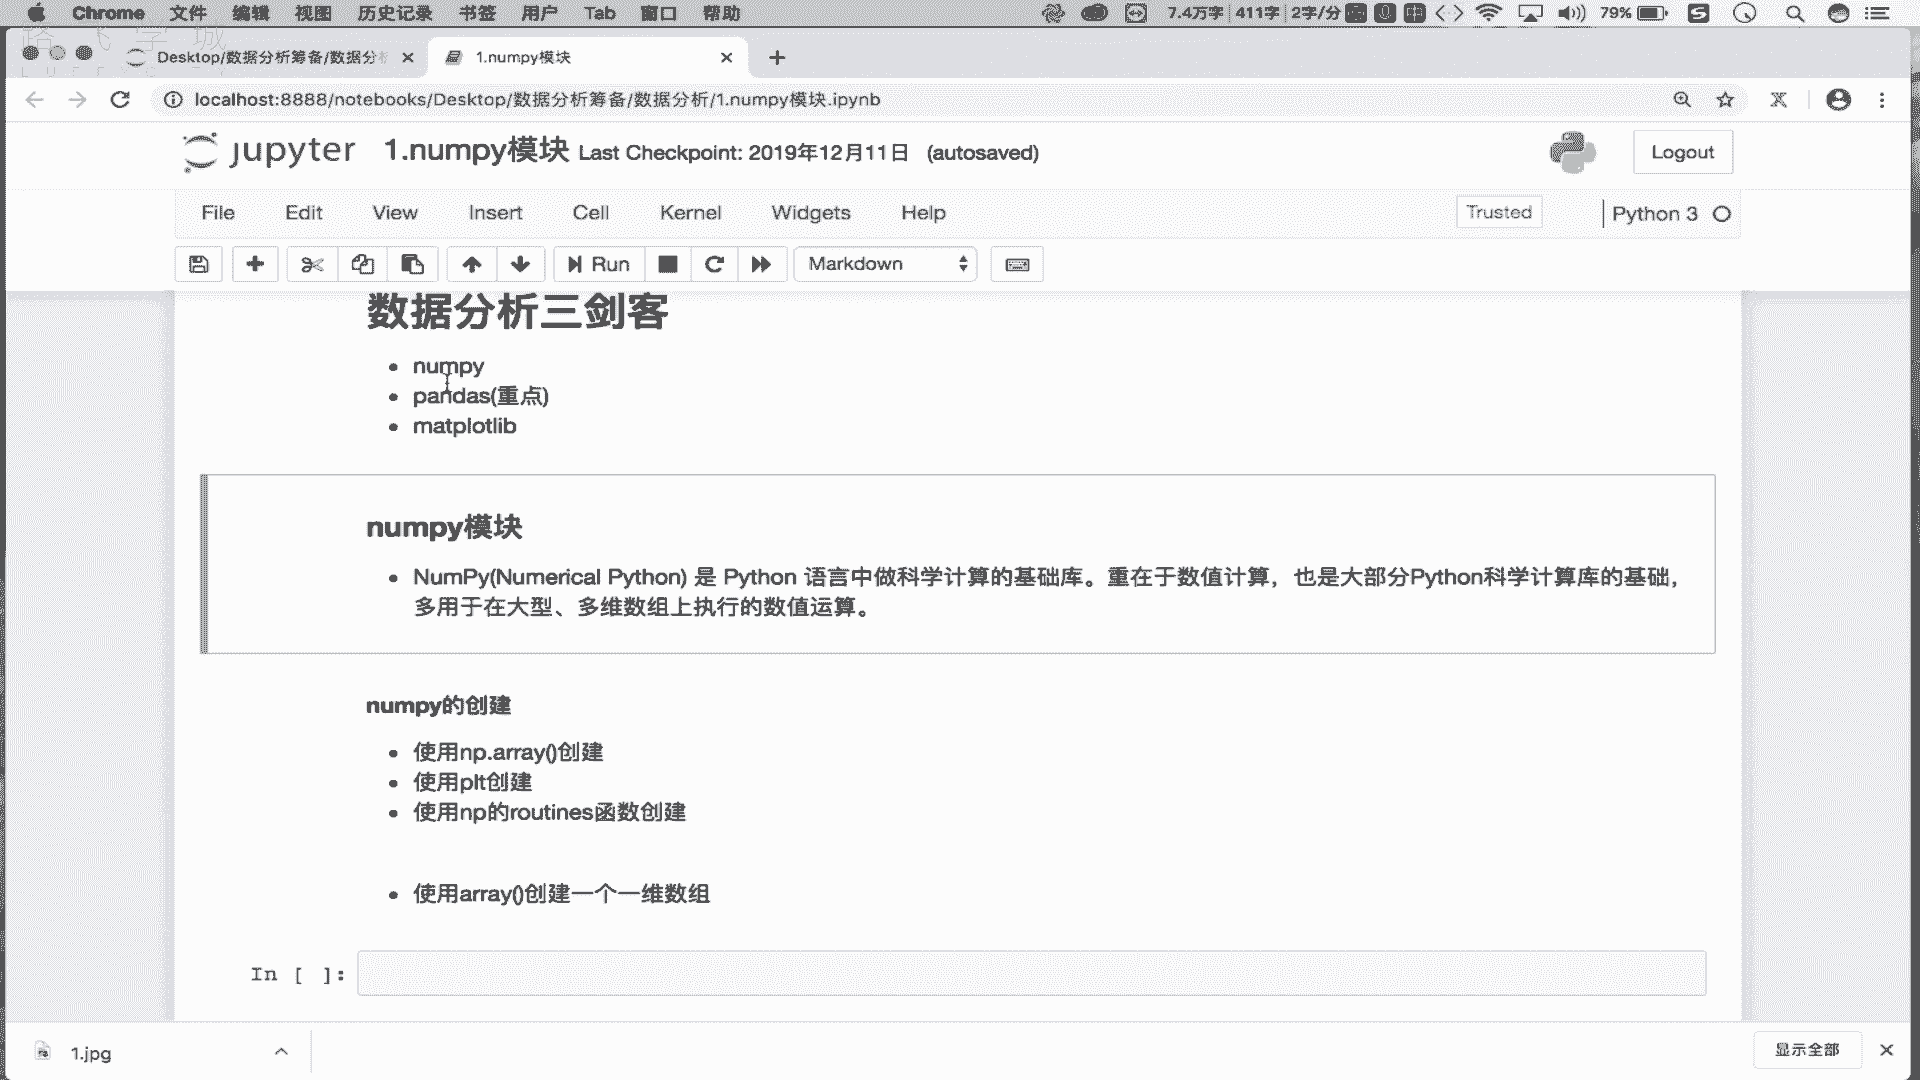 Chrome 文件 编辑 视图 历史记录 书签 用户 Tab 窗口 帮助 7.4万字 411字 2字/分 79%
Desktop/数据分析筹备/数据分析 1.numpy模块
localhost:8888/notebooks/Desktop/数据分析筹备/数据分析/1.numpy模块.ipynb
jupyter 1.numpy模块 Last Checkpoint: 2019年12月11日 (autosaved) Logout
File Edit View Insert Cell Kernel Widgets Help Trusted Python 3
Run Markdown
数据分析三剑客
• numpy
• pandas(重点)
• matplotlib
numpy模块
• NumPy(Numerical Python) 是 Python 语言中做科学计算的基础库。重在于数值计算，也是大部分Python科学计算库的基础，
多用于在大型、多维数组上执行的数值运算。
numpy的创建
• 使用np.array()创建
• 使用plt创建
• 使用np的routines函数创建
• 使用array()创建一个一维数组
In [ ]:
1.jpg 显示全部